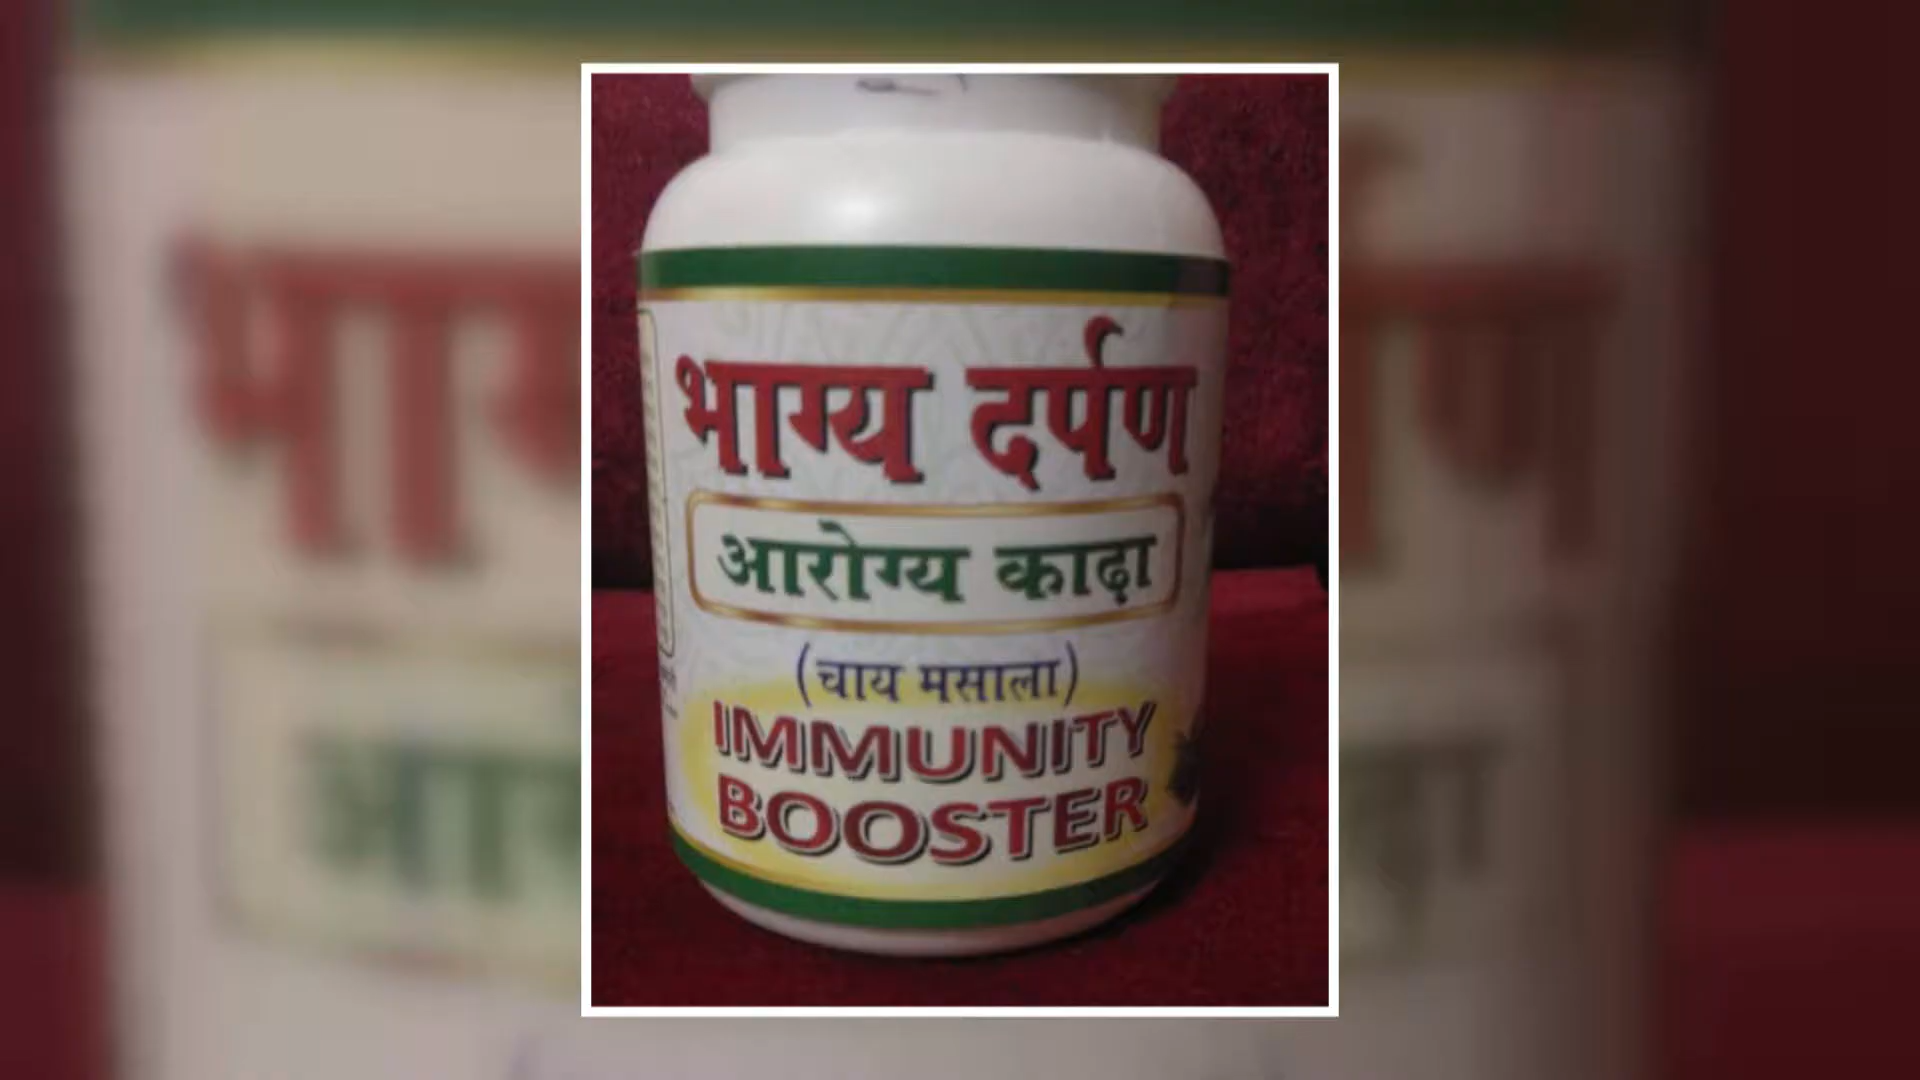 भाग्य दर्पण
आरोग्य काढ़ा
(चाय मसाला)
IMMUNITY
BOOSTER